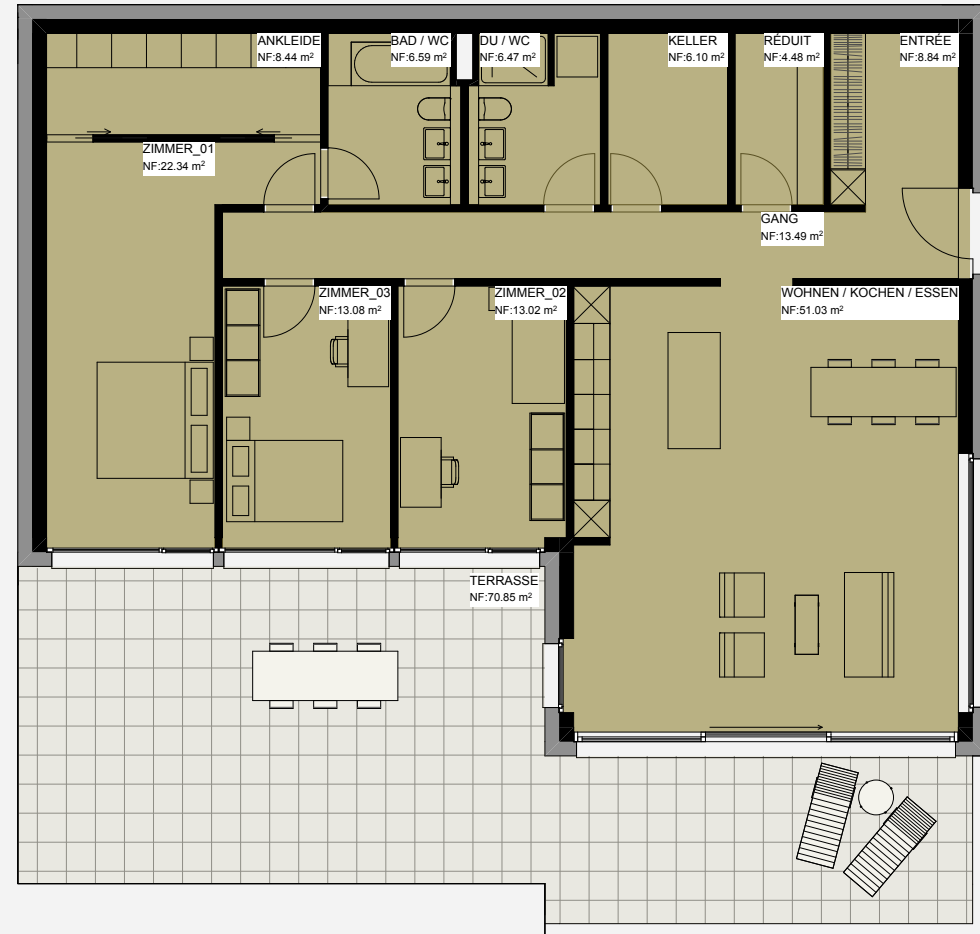 ANKLEIDE
NF:8.44 m²
BAD / WC
NF:6.59 m²
DU / WC
NF:6.47 m²
KELLER
NF:6.10 m²
RÉDUIT
NF:4.48 m²
ENTRÉE
NF:8.84 m²
ZIMMER_01
NF:22.34 m²
GANG
NF:13.49 m²
ZIMMER_03
NF:13.08 m²
ZIMMER_02
NF:13.02 m²
WOHNEN / KOCHEN / ESSEN
NF:51.03 m²
TERRASSE
NF:70.85 m²